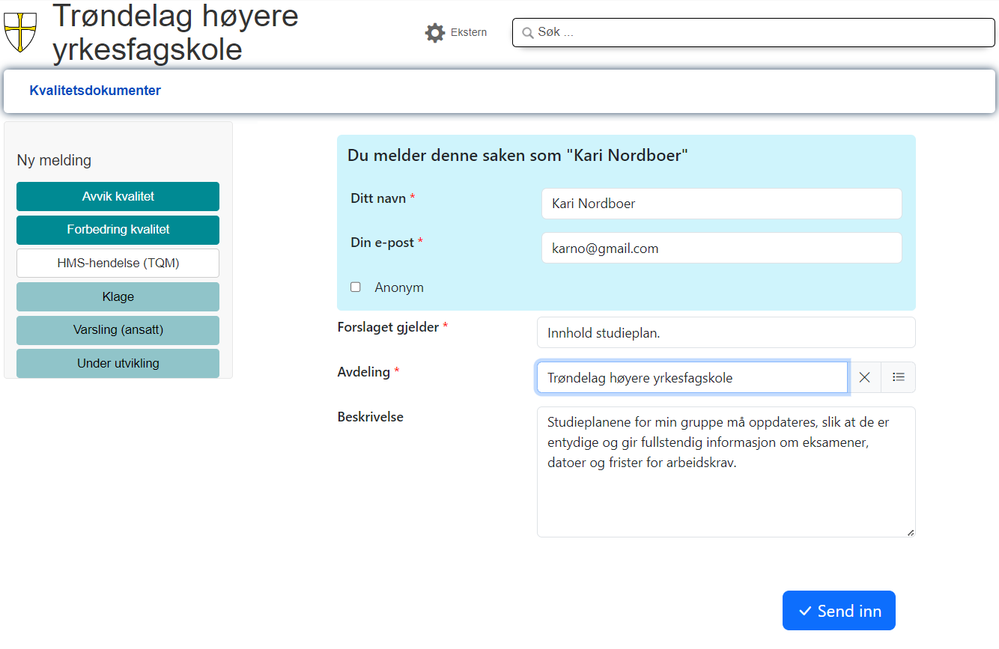 Trøndelag høyere
yrkesfagskole
Ekstern
Søk ...
Kvalitetsdokumenter
Ny melding
Avvik kvalitet
Forbedring kvalitet
HMS-hendelse (TQM)
Klage
Varsling (ansatt)
Under utvikling
Du melder denne saken som "Kari Nordboer"
Ditt navn * Kari Nordboer
Din e-post * karno@gmail.com
Anonym
Forslaget gjelder * Innhold studieplan.
Avdeling * Trøndelag høyere yrkesfagskole
Beskrivelse
Studieplanene for min gruppe må oppdateres, slik at de er
entydige og gir fullstendig informasjon om eksamener,
datoer og frister for arbeidskrav.
Send inn